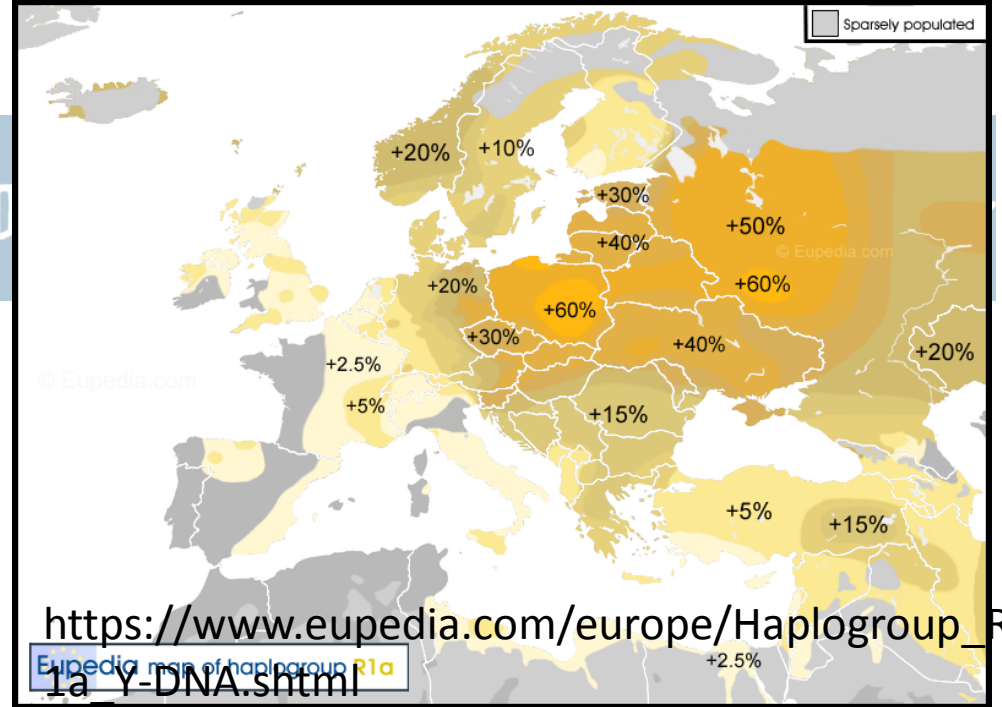 Sparsely populated
+20%
+10%
+30%
+50%
+40%
© Eupedia.com
+60%
+20%
+60%
+30%
+40%
+20%
+2.5%
© Eupedia.com
+5%
+15%
+5%
+15%
https://www.eupedia.com/europe/Haplogroup_R
1a_Y-DNA.shtml
Eupedia map of haplogroup R1a
+2.5%